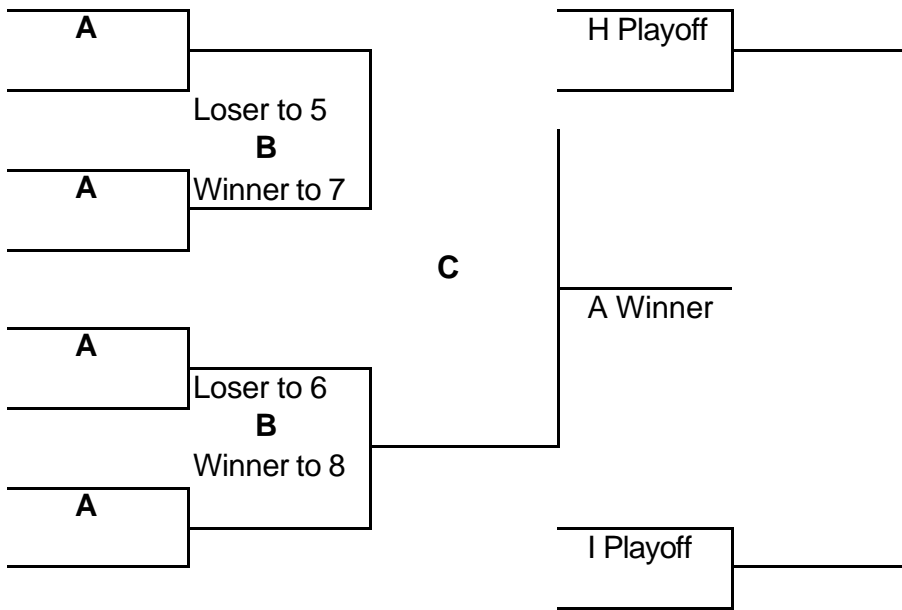 A
H Playoff
Loser to 5
B
A
Winner to 7
C
A Winner
A
Loser to 6
B
Winner to 8
A
I Playoff